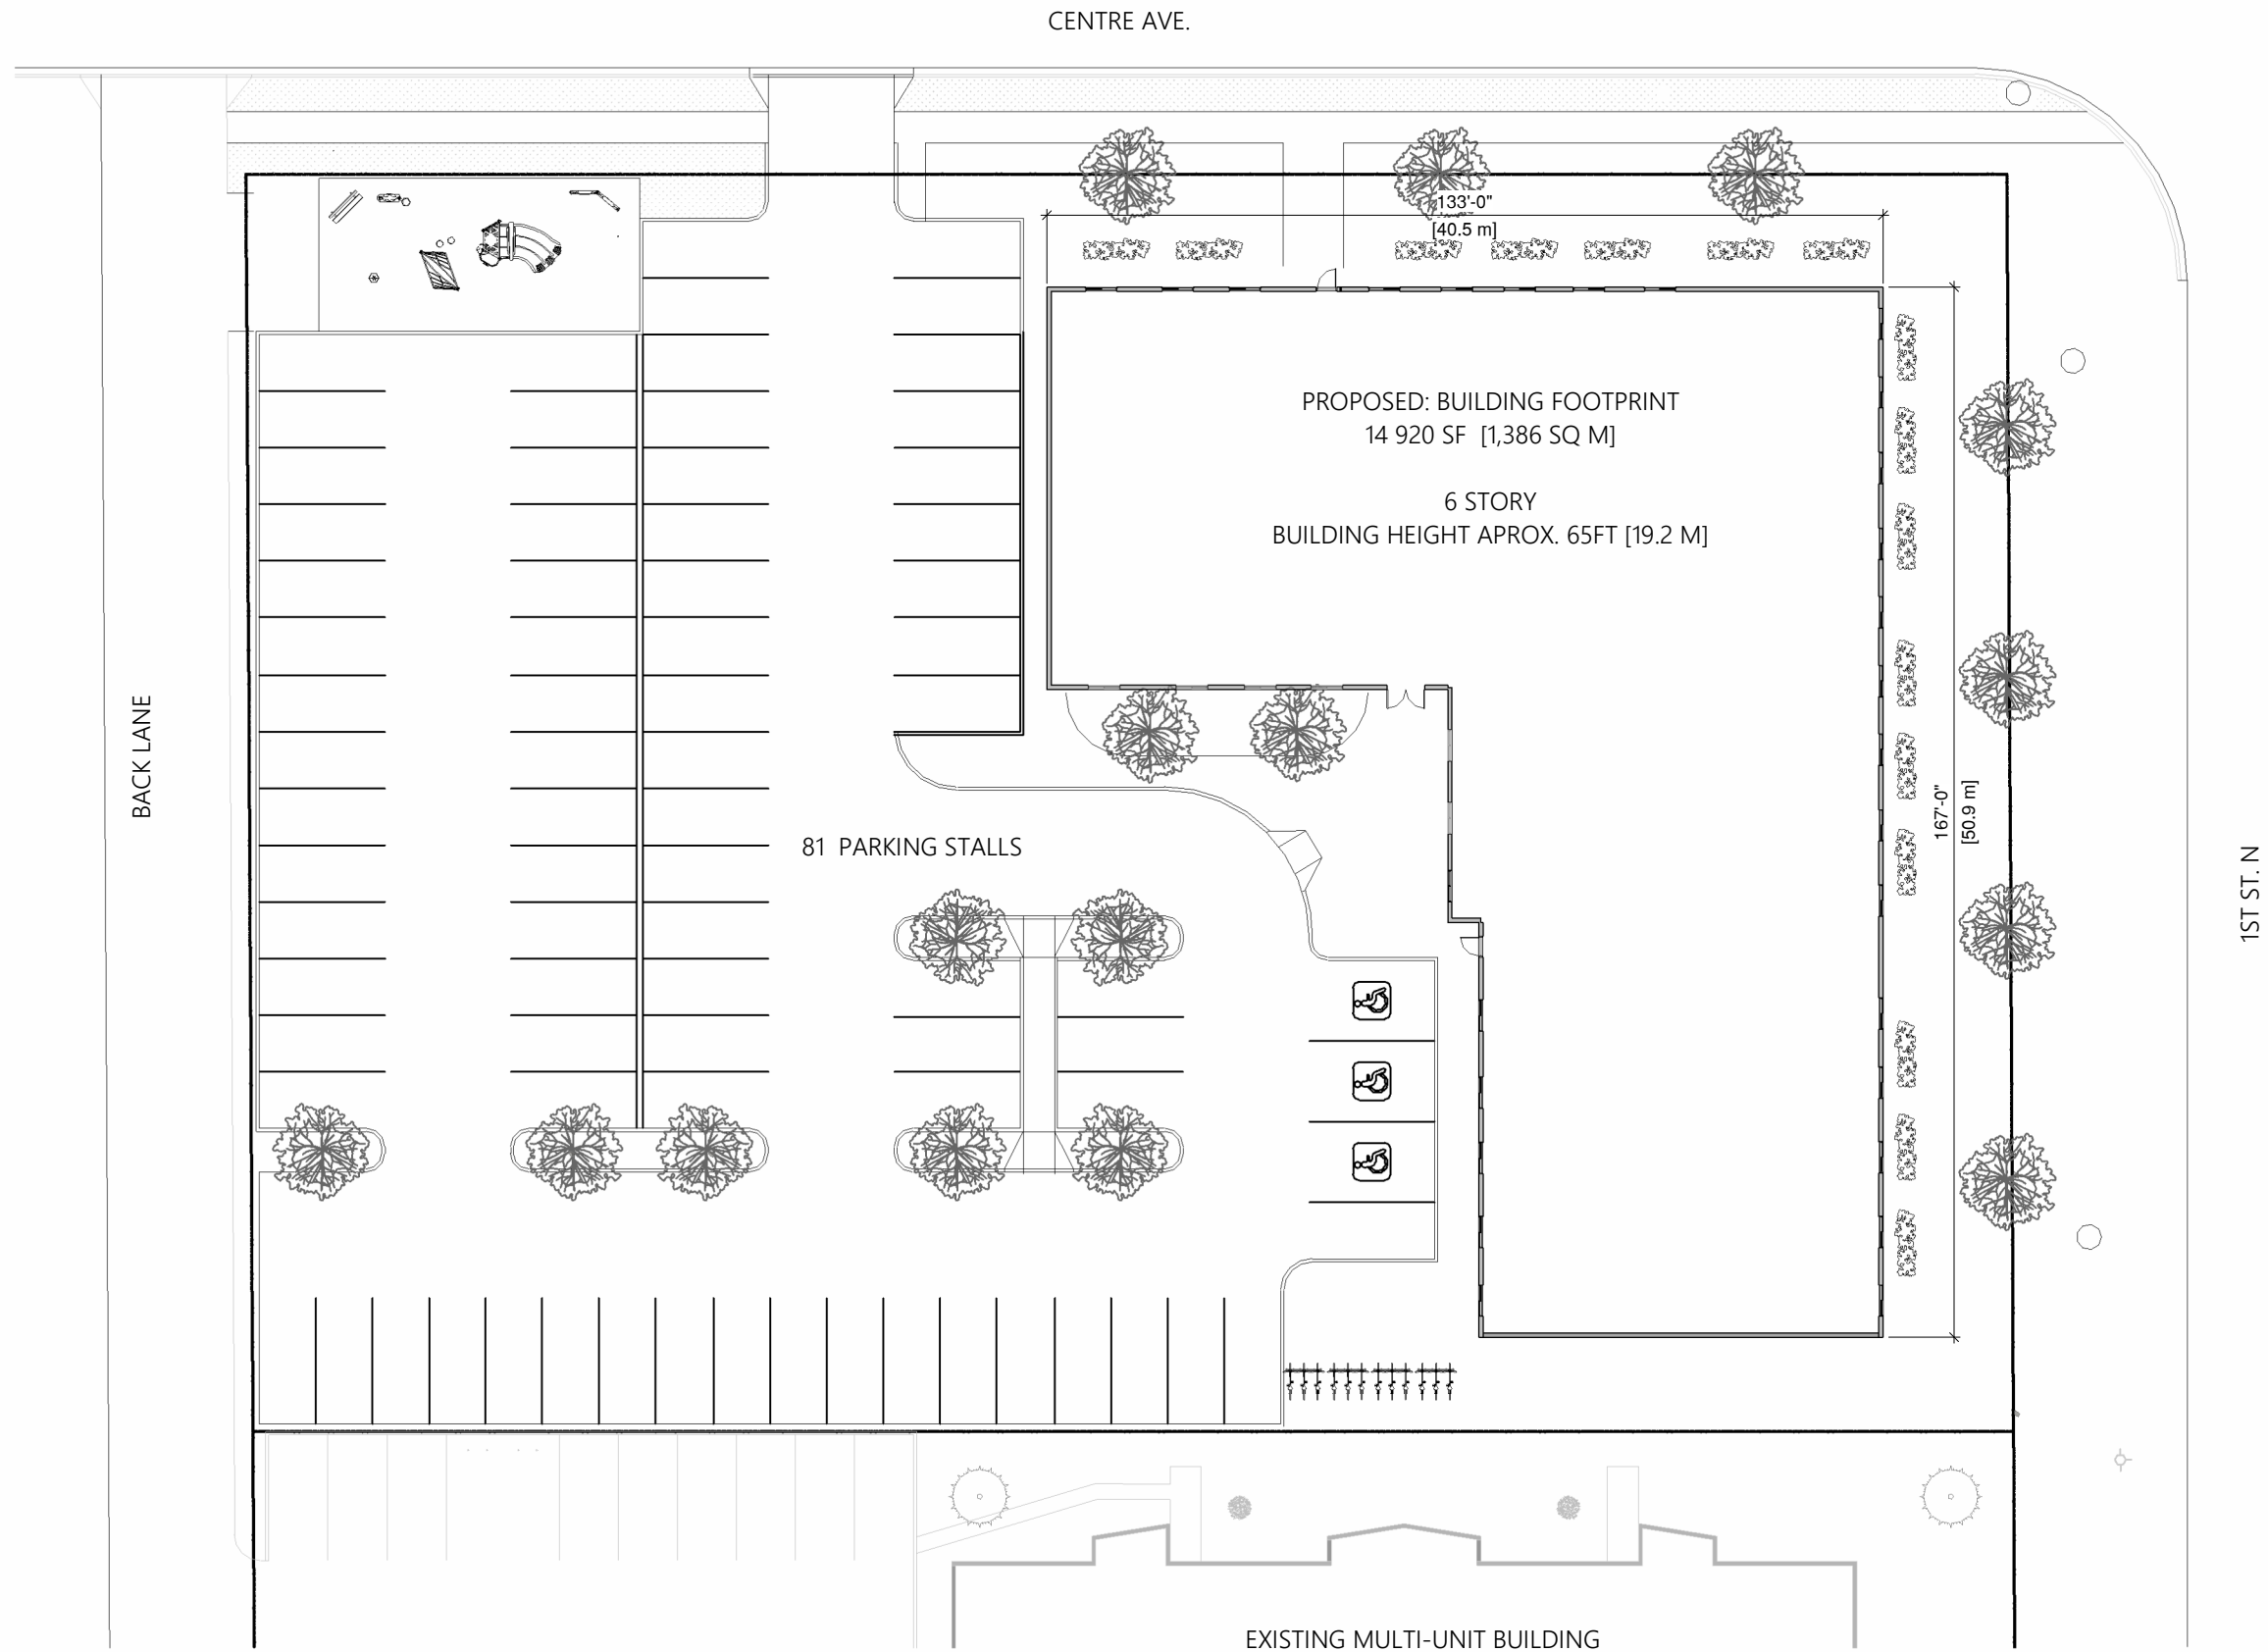 CENTRE AVE.
133'-0"
[40.5 m]
PROPOSED: BUILDING FOOTPRINT
14 920 SF [1,386 SQ M]
6 STORY
BUILDING HEIGHT APROX. 65FT [19.2 M]
BACK LANE
81 PARKING STALLS
167'-0"
[50.9 m]
1ST ST. N
EXISTING MULTI-UNIT BUILDING